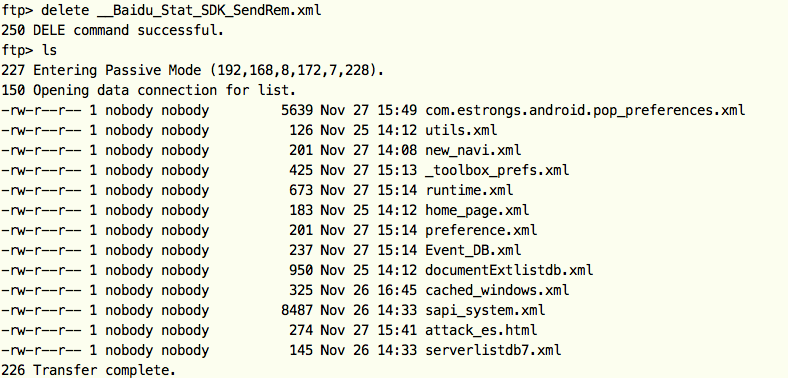 ftp> delete __Baidu_Stat_SDK_SendRem.xml
250 DELE command successful.
ftp> ls
227 Entering Passive Mode (192,168,8,172,7,228).
150 Opening data connection for list.
-rw-r--r-- 1 nobody nobody         5639 Nov 27 15:49 com.estrongs.android.pop_preferences.xml
-rw-r--r-- 1 nobody nobody          126 Nov 25 14:12 utils.xml
-rw-r--r-- 1 nobody nobody          201 Nov 27 14:08 new_navi.xml
-rw-r--r-- 1 nobody nobody          425 Nov 27 15:13 _toolbox_prefs.xml
-rw-r--r-- 1 nobody nobody          673 Nov 27 15:14 runtime.xml
-rw-r--r-- 1 nobody nobody          183 Nov 25 14:12 home_page.xml
-rw-r--r-- 1 nobody nobody          201 Nov 27 15:14 preference.xml
-rw-r--r-- 1 nobody nobody          237 Nov 27 15:14 Event_DB.xml
-rw-r--r-- 1 nobody nobody          950 Nov 25 14:12 documentExtlistdb.xml
-rw-r--r-- 1 nobody nobody          325 Nov 26 16:45 cached_windows.xml
-rw-r--r-- 1 nobody nobody         8487 Nov 26 14:33 sapi_system.xml
-rw-r--r-- 1 nobody nobody          274 Nov 27 15:41 attack_es.html
-rw-r--r-- 1 nobody nobody          145 Nov 26 14:33 serverlistdb7.xml
226 Transfer complete.